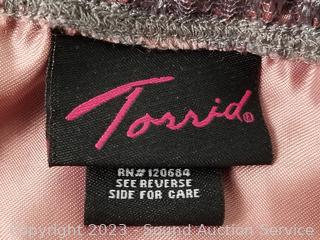 Torrid®
RN# 120684
SEE REVERSE
SIDE FOR CARE
Copyright 2023 - Sound Auction Service